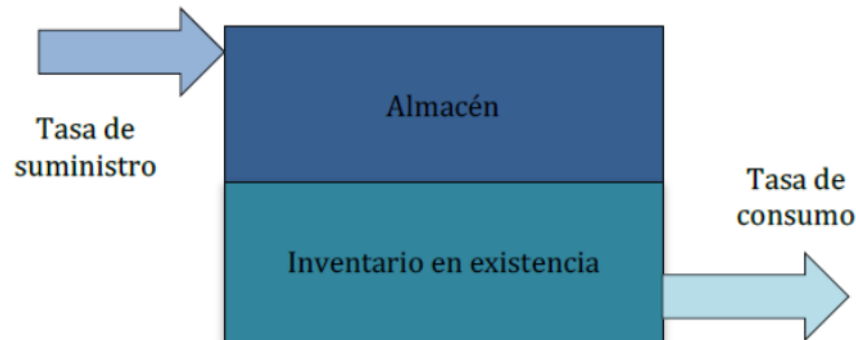 Tasa de
suministro
Almacén
Inventario en existencia
Tasa de
consumo